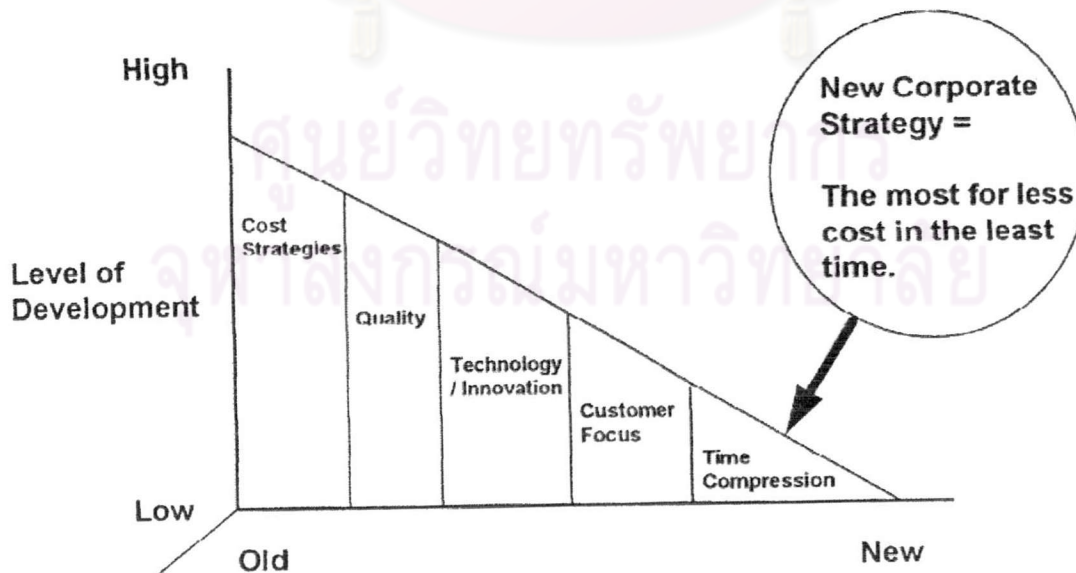 High
New Corporate
Strategy =
The most for less
cost in the least
time.
ศูนย์วิทยทรัพยากร
จุฬาลงกรณ์มหาวิทยาลัย
Level of
Development
Cost
Strategies
Quality
Technology
/ Innovation
Customer
Focus
Time
Compression
Low
Old
New